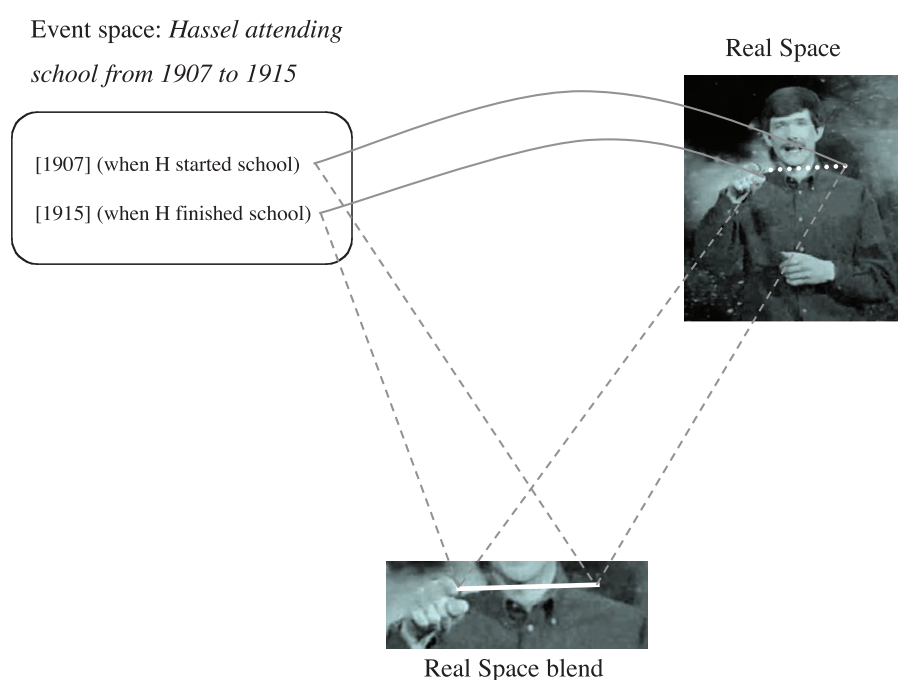 Event space: Hassel attending
school from 1907 to 1915
Real Space
[1907] (when H started school)
[1915] (when H finished school)
Real Space blend